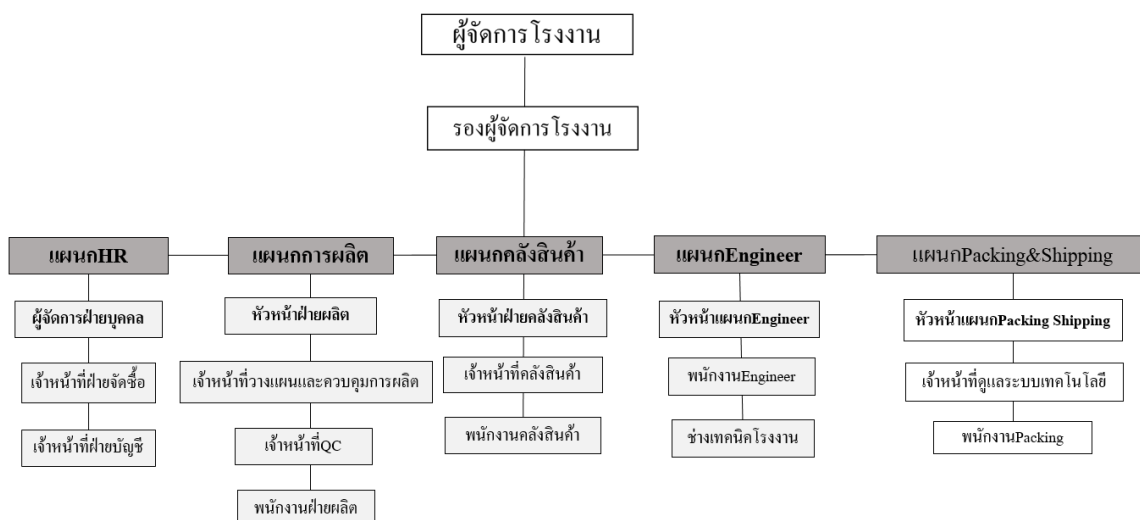 ผู้จัดการโรงงาน
รองผู้จัดการโรงงาน
แผนกHR
แผนกการผลิต
แผนกคลังสินค้า
แผนกEngineer
แผนกPacking&Shipping
ผู้จัดการฝ่ายบุคคล
หัวหน้าฝ่ายผลิต
หัวหน้าฝ่ายคลังสินค้า
หัวหน้าแผนกEngineer
หัวหน้าแผนกPacking Shipping
เจ้าหน้าที่ฝ่ายจัดซื้อ
เจ้าหน้าที่วางแผนและควบคุมการผลิต
เจ้าหน้าที่คลังสินค้า
พนักงานEngineer
เจ้าหน้าที่ดูแลระบบเทคโนโลยี
เจ้าหน้าที่ฝ่ายบัญชี
เจ้าหน้าที่QC
พนักงานคลังสินค้า
ช่างเทคนิคโรงงาน
พนักงานPacking
พนักงานฝ่ายผลิต